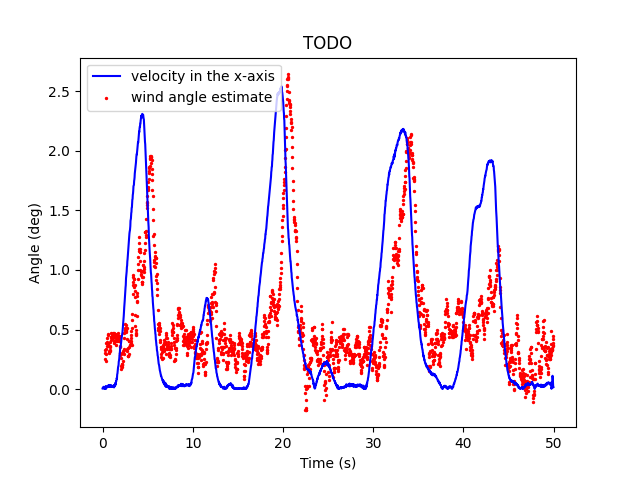 TODO
velocity in the x-axis
wind angle estimate
Angle (deg)
2.5
2.0
1.5
1.0
0.5
0.0
0 10 20 30 40 50
Time (s)